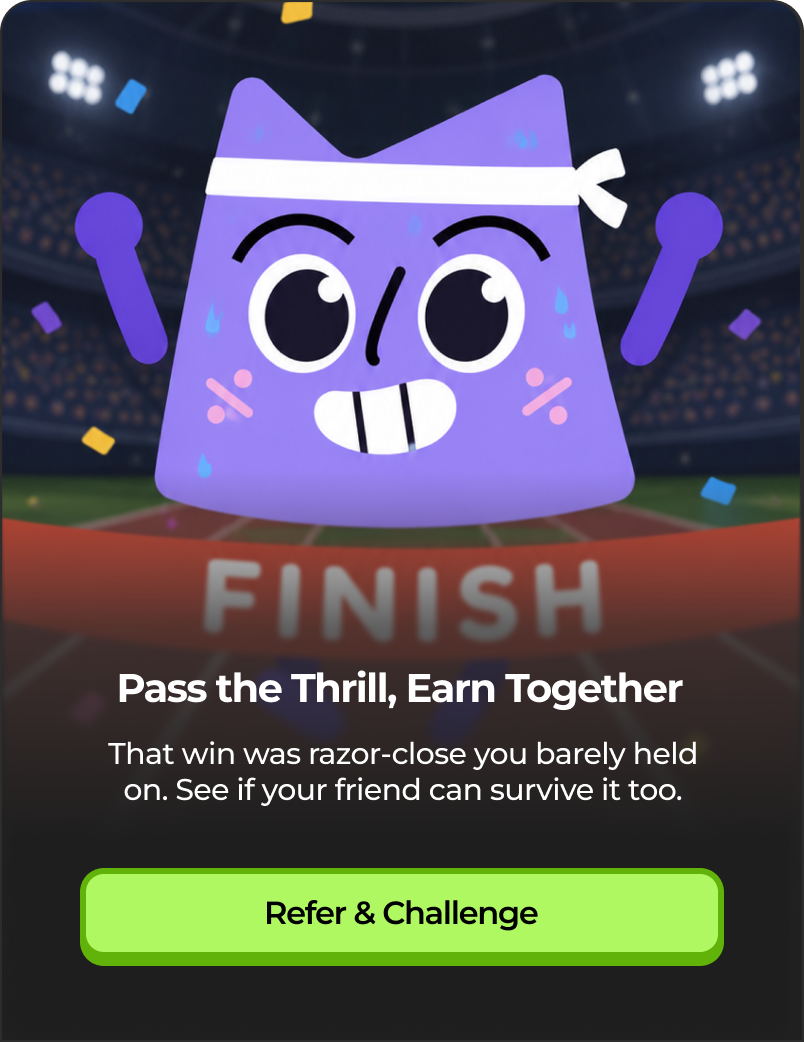 FINISH
Pass the Thrill, Earn Together
That win was razor-close you barely held
on. See if your friend can survive it too.
Refer & Challenge